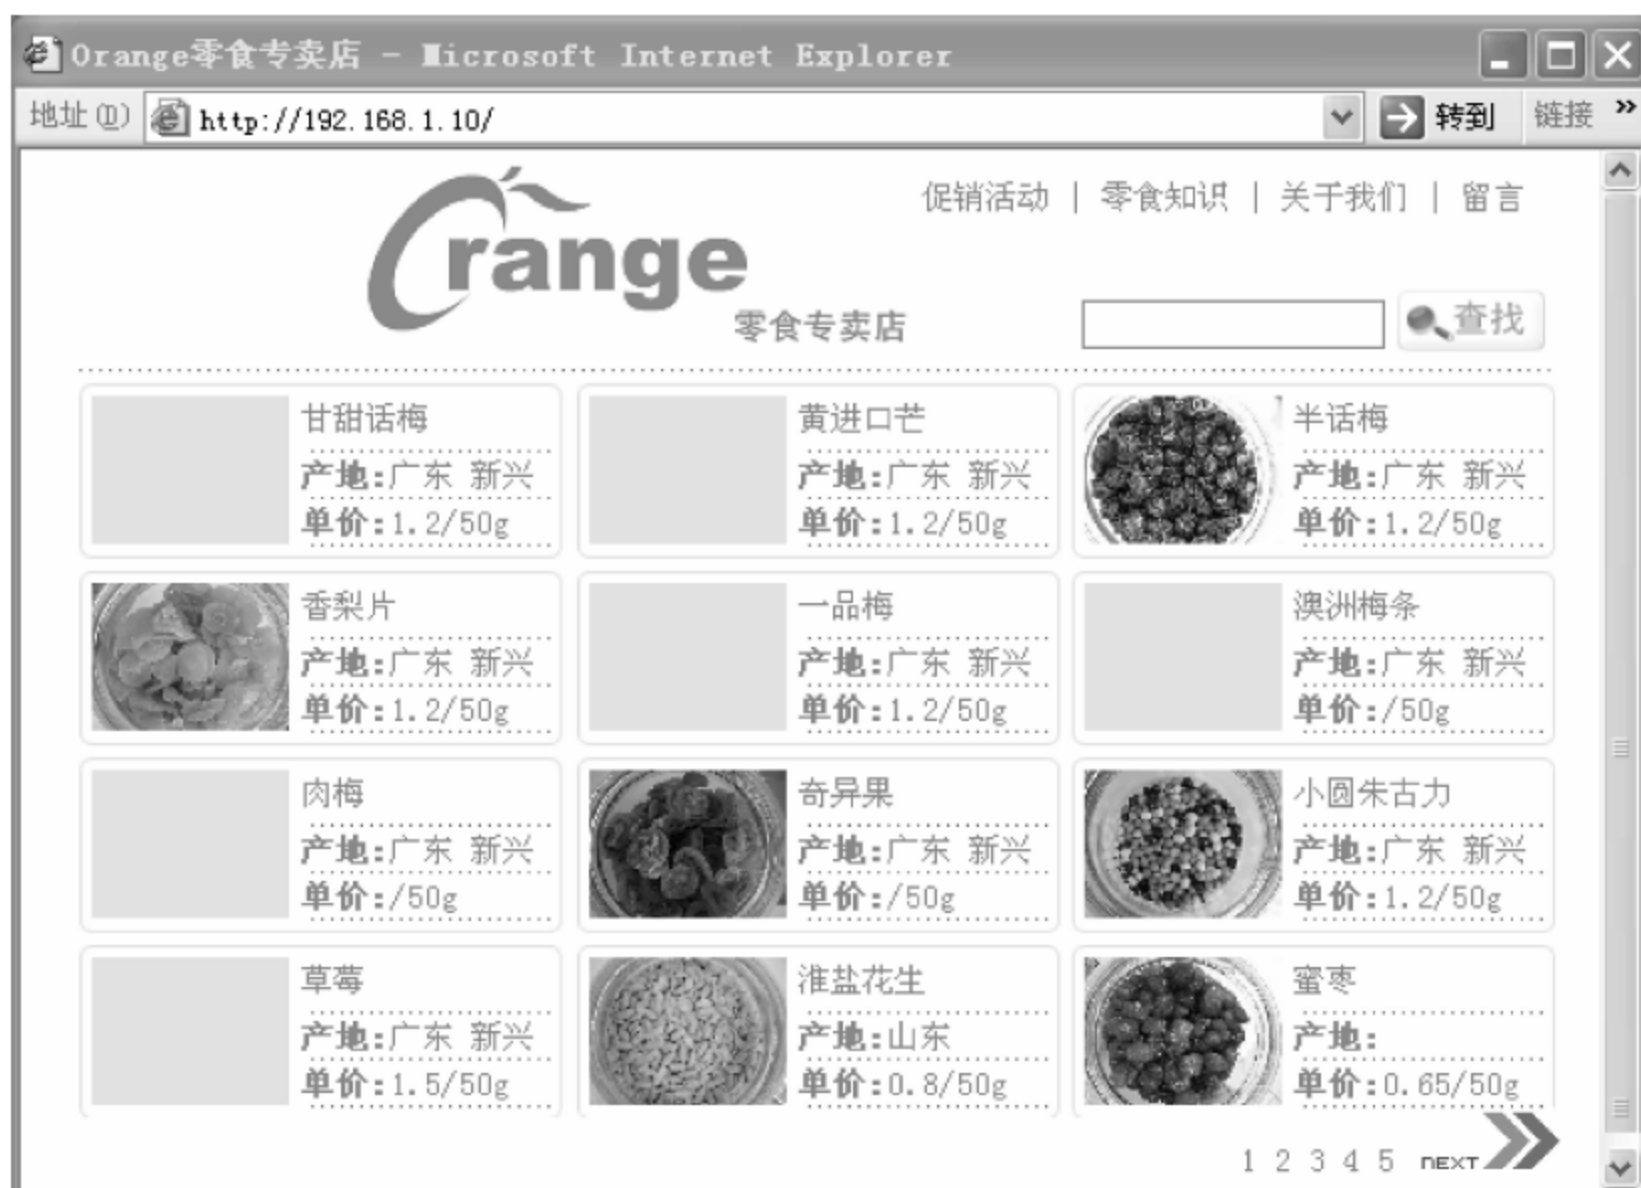 Orange零食专卖店 - Microsoft Internet Explorer
地址(D) http://192.168.1.10/ 转到 链接 »
促销活动 | 零食知识 | 关于我们 | 留言
Orange
零食专卖店 查找
甘甜话梅 黄进口芒 半话梅
产地:广东 新兴 产地:广东 新兴 产地:广东 新兴
单价:1.2/50g 单价:1.2/50g 单价:1.2/50g
香梨片 一品梅 澳洲梅条
产地:广东 新兴 产地:广东 新兴 产地:广东 新兴
单价:1.2/50g 单价:1.2/50g 单价:/50g
肉梅 奇异果 小圆朱古力
产地:广东 新兴 产地:广东 新兴 产地:广东 新兴
单价:/50g 单价:/50g 单价:1.2/50g
草莓 淮盐花生 蜜枣
产地:广东 新兴 产地:山东 产地:
单价:1.5/50g 单价:0.8/50g 单价:0.65/50g
1 2 3 4 5 NEXT